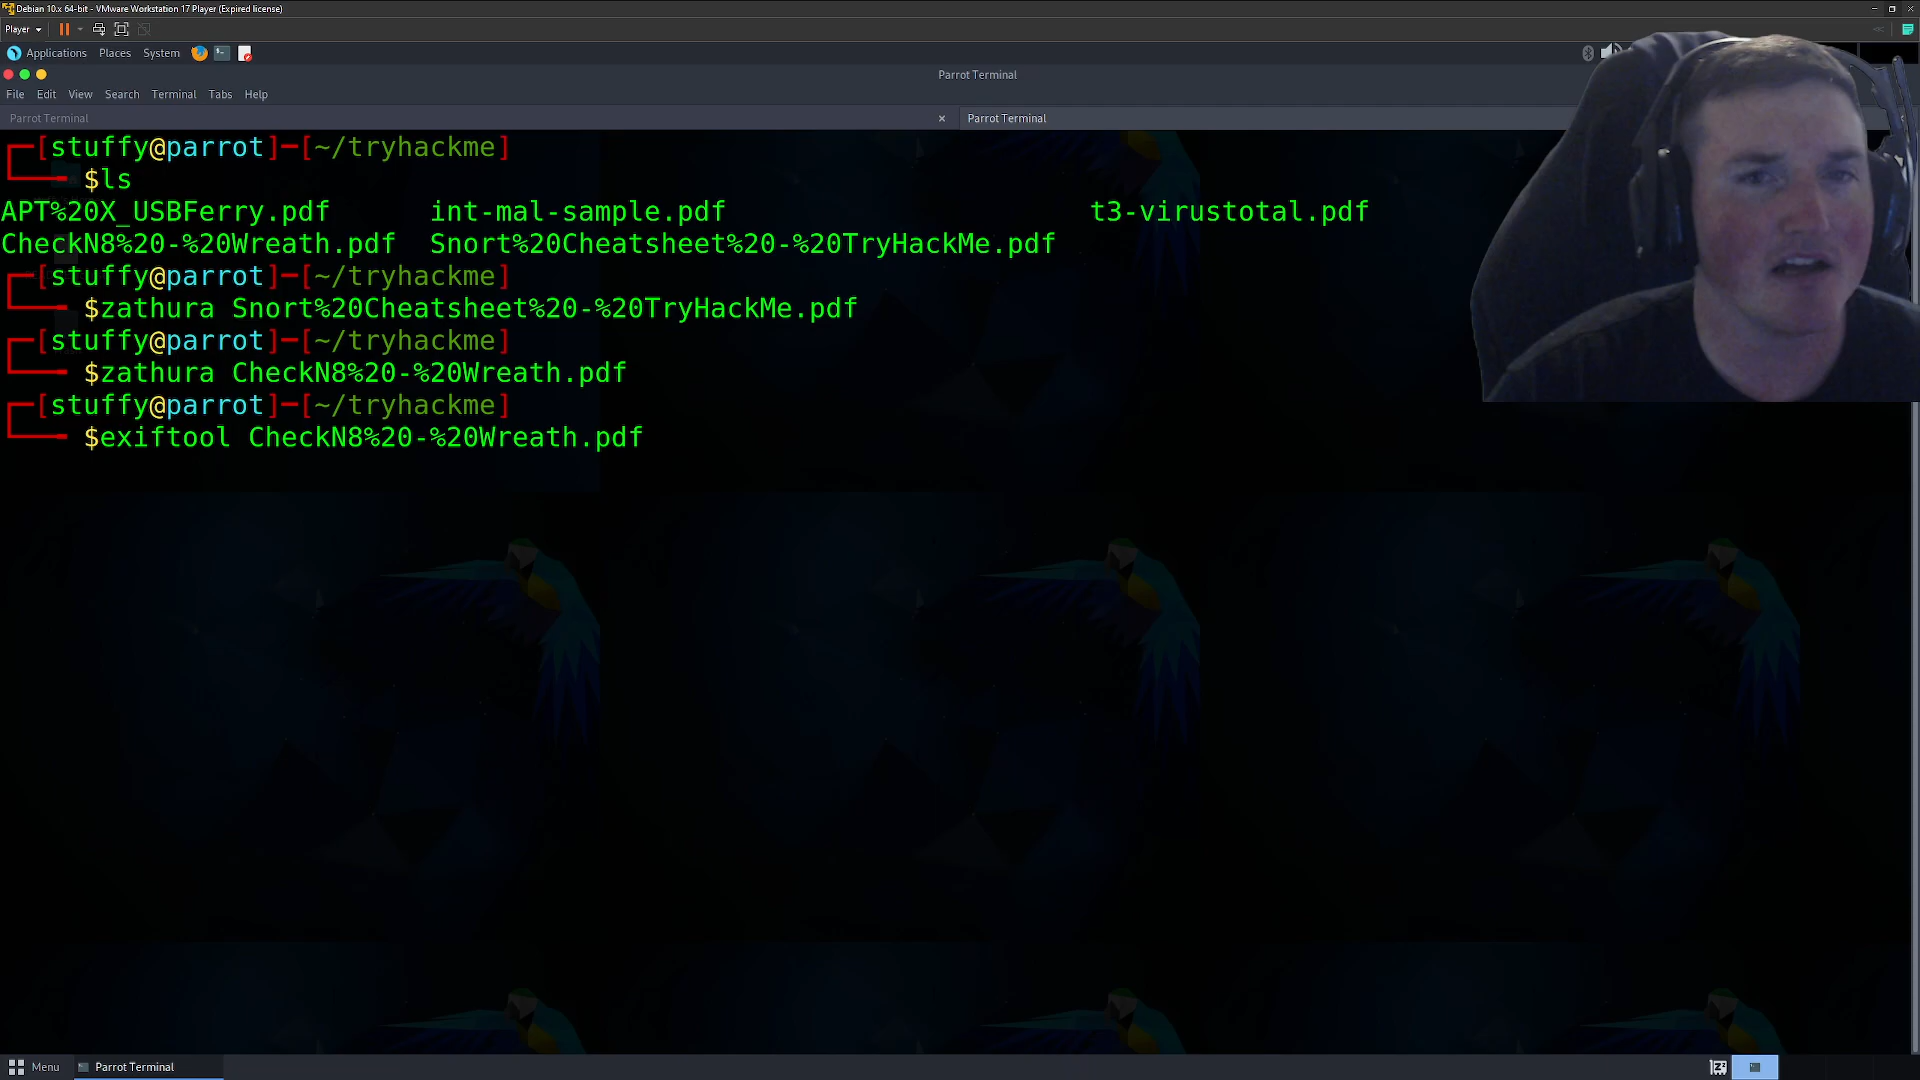 Debian 10.x 64-bit - VMware Workstation 17 Player (Expired license)
Player
Applications Places System
Parrot Terminal
File Edit View Search Terminal Tabs Help
Parrot Terminal × Parrot Terminal
[stuffy@parrot]─[~/tryhackme]
$ls
APT%20X_USBFerry.pdf int-mal-sample.pdf t3-virustotal.pdf
CheckN8%20-%20Wreath.pdf Snort%20Cheatsheet%20-%20TryHackMe.pdf
[stuffy@parrot]─[~/tryhackme]
$zathura Snort%20Cheatsheet%20-%20TryHackMe.pdf
[stuffy@parrot]─[~/tryhackme]
$zathura CheckN8%20-%20Wreath.pdf
[stuffy@parrot]─[~/tryhackme]
$exiftool CheckN8%20-%20Wreath.pdf
Menu Parrot Terminal